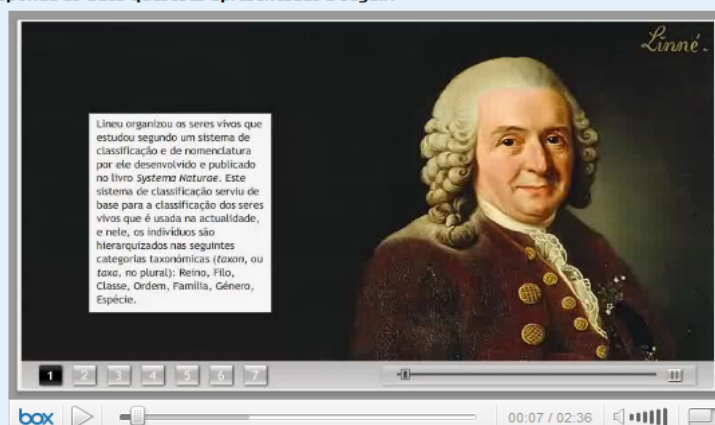 Linné.
Lineu organizou os seres vivos que
estudou segundo um sistema de
classificação e de nomenclatura
por ele desenvolvido e publicado
no livro Systema Naturae. Este
sistema de classificação serviu de
base para a classificação dos seres
vivos que é usada na actualidade,
e nele, os indivíduos são
hierarquizados nas seguintes
categorias taxonómicas (taxon, ou
taxa, no plural): Reino, Filo,
Classe, Ordem, Família, Género,
Espécie.
1 2 3 4 5 6 7
box 00:07 / 02:36